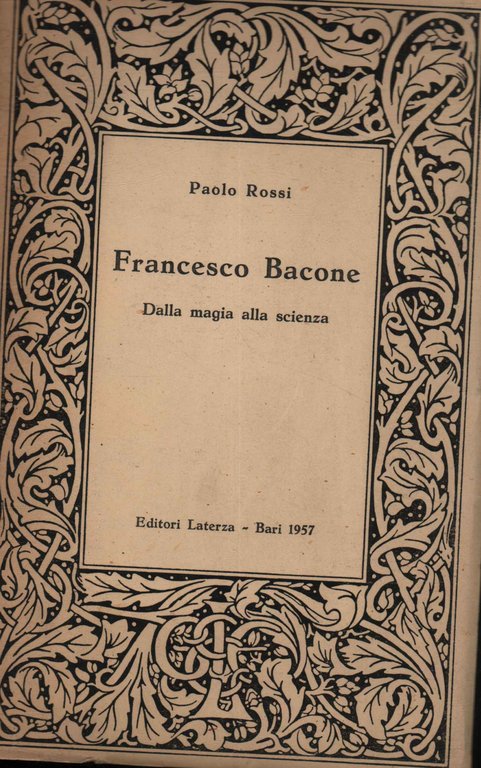 Paolo Rossi
Francesco Bacone
Dalla magia alla scienza
Editori Laterza - Bari 1957